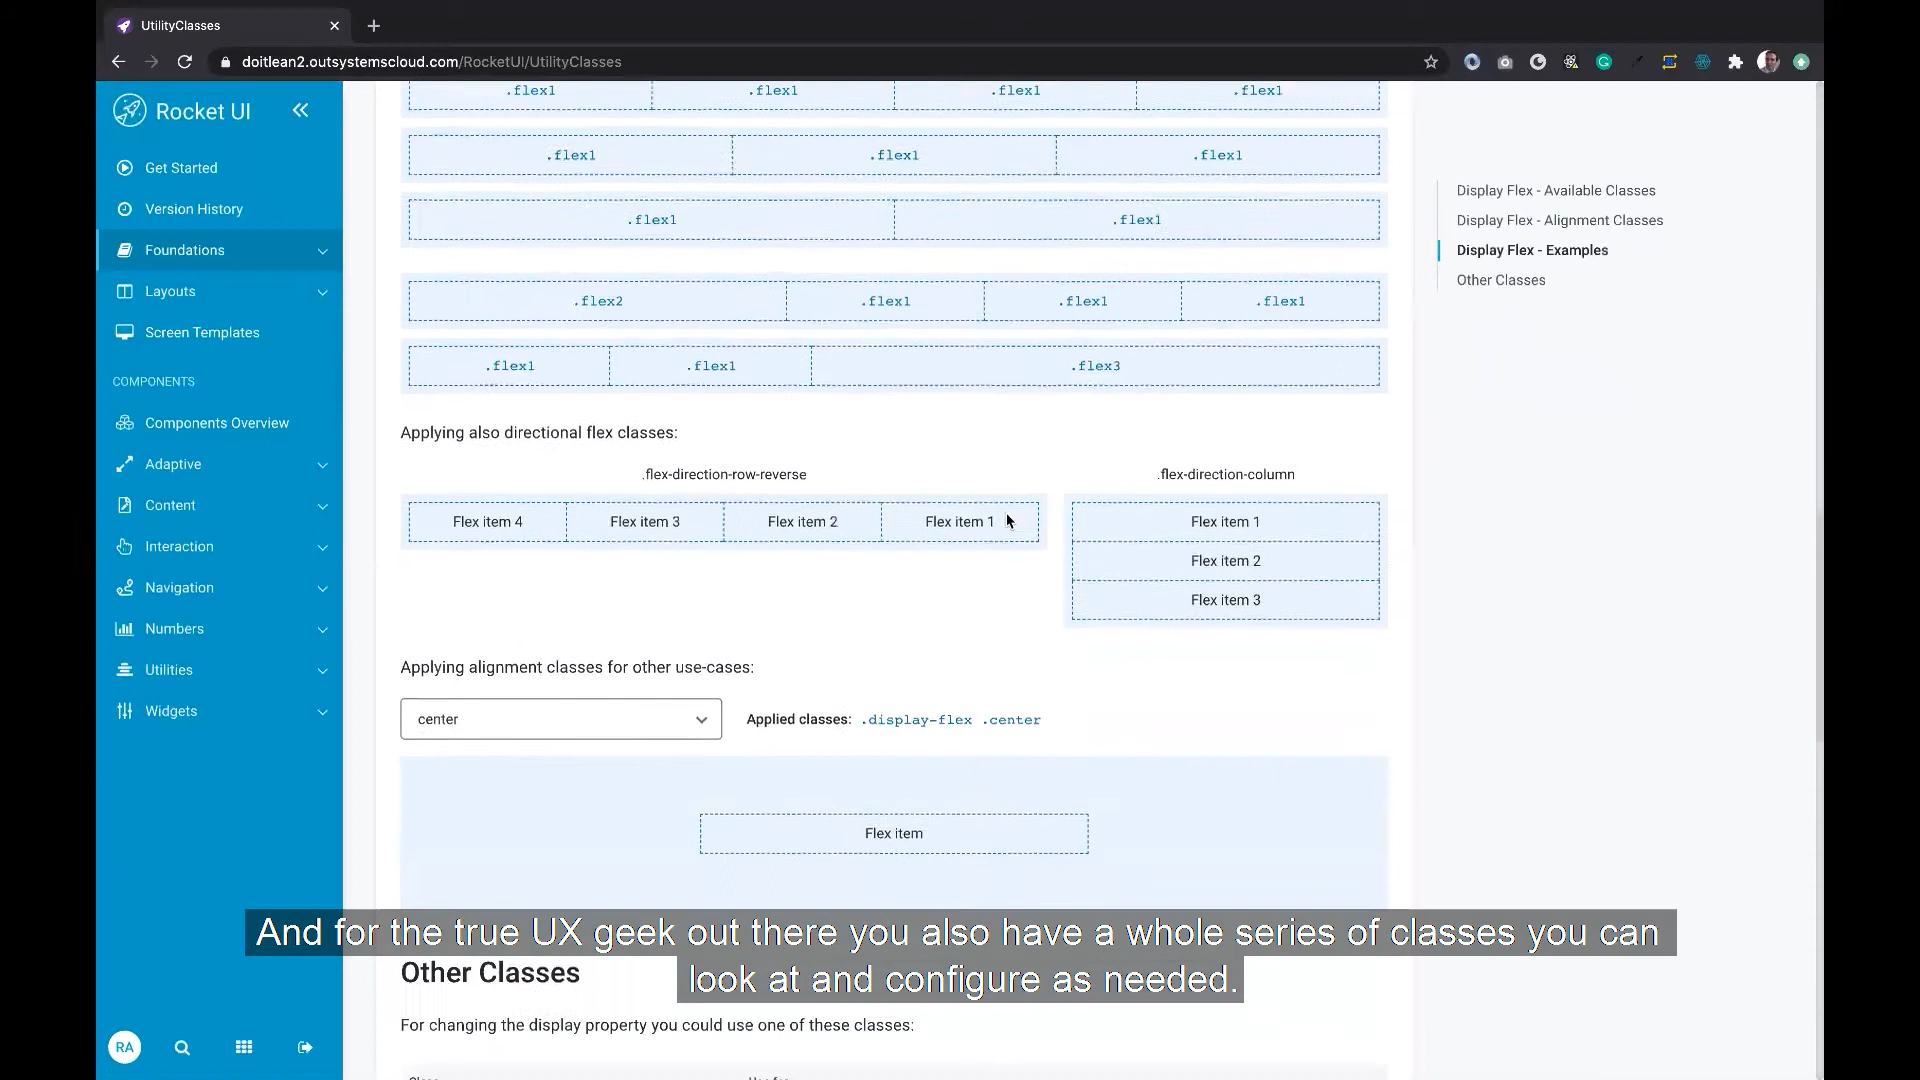 UtilityClasses
doitlean2.outsystemscloud.com/RocketUI/UtilityClasses
Rocket UI
Get Started
Version History
Foundations
Layouts
Screen Templates
COMPONENTS
Components Overview
Adaptive
Content
Interaction
Navigation
Numbers
Utilities
Widgets
RA
.flex1 .flex1 .flex1 .flex1
.flex1 .flex1 .flex1
.flex1 .flex1
.flex2 .flex1 .flex1 .flex1
.flex1 .flex1 .flex3
Applying also directional flex classes:
.flex-direction-row-reverse .flex-direction-column
Flex item 4 Flex item 3 Flex item 2 Flex item 1 Flex item 1
Flex item 2
Flex item 3
Applying alignment classes for other use-cases:
center Applied classes: .display-flex .center
Flex item
And for the true UX geek out there you also have a whole series of classes you can
look at and configure as needed.
Other Classes
For changing the display property you could use one of these classes:
Display Flex - Available Classes
Display Flex - Alignment Classes
Display Flex - Examples
Other Classes